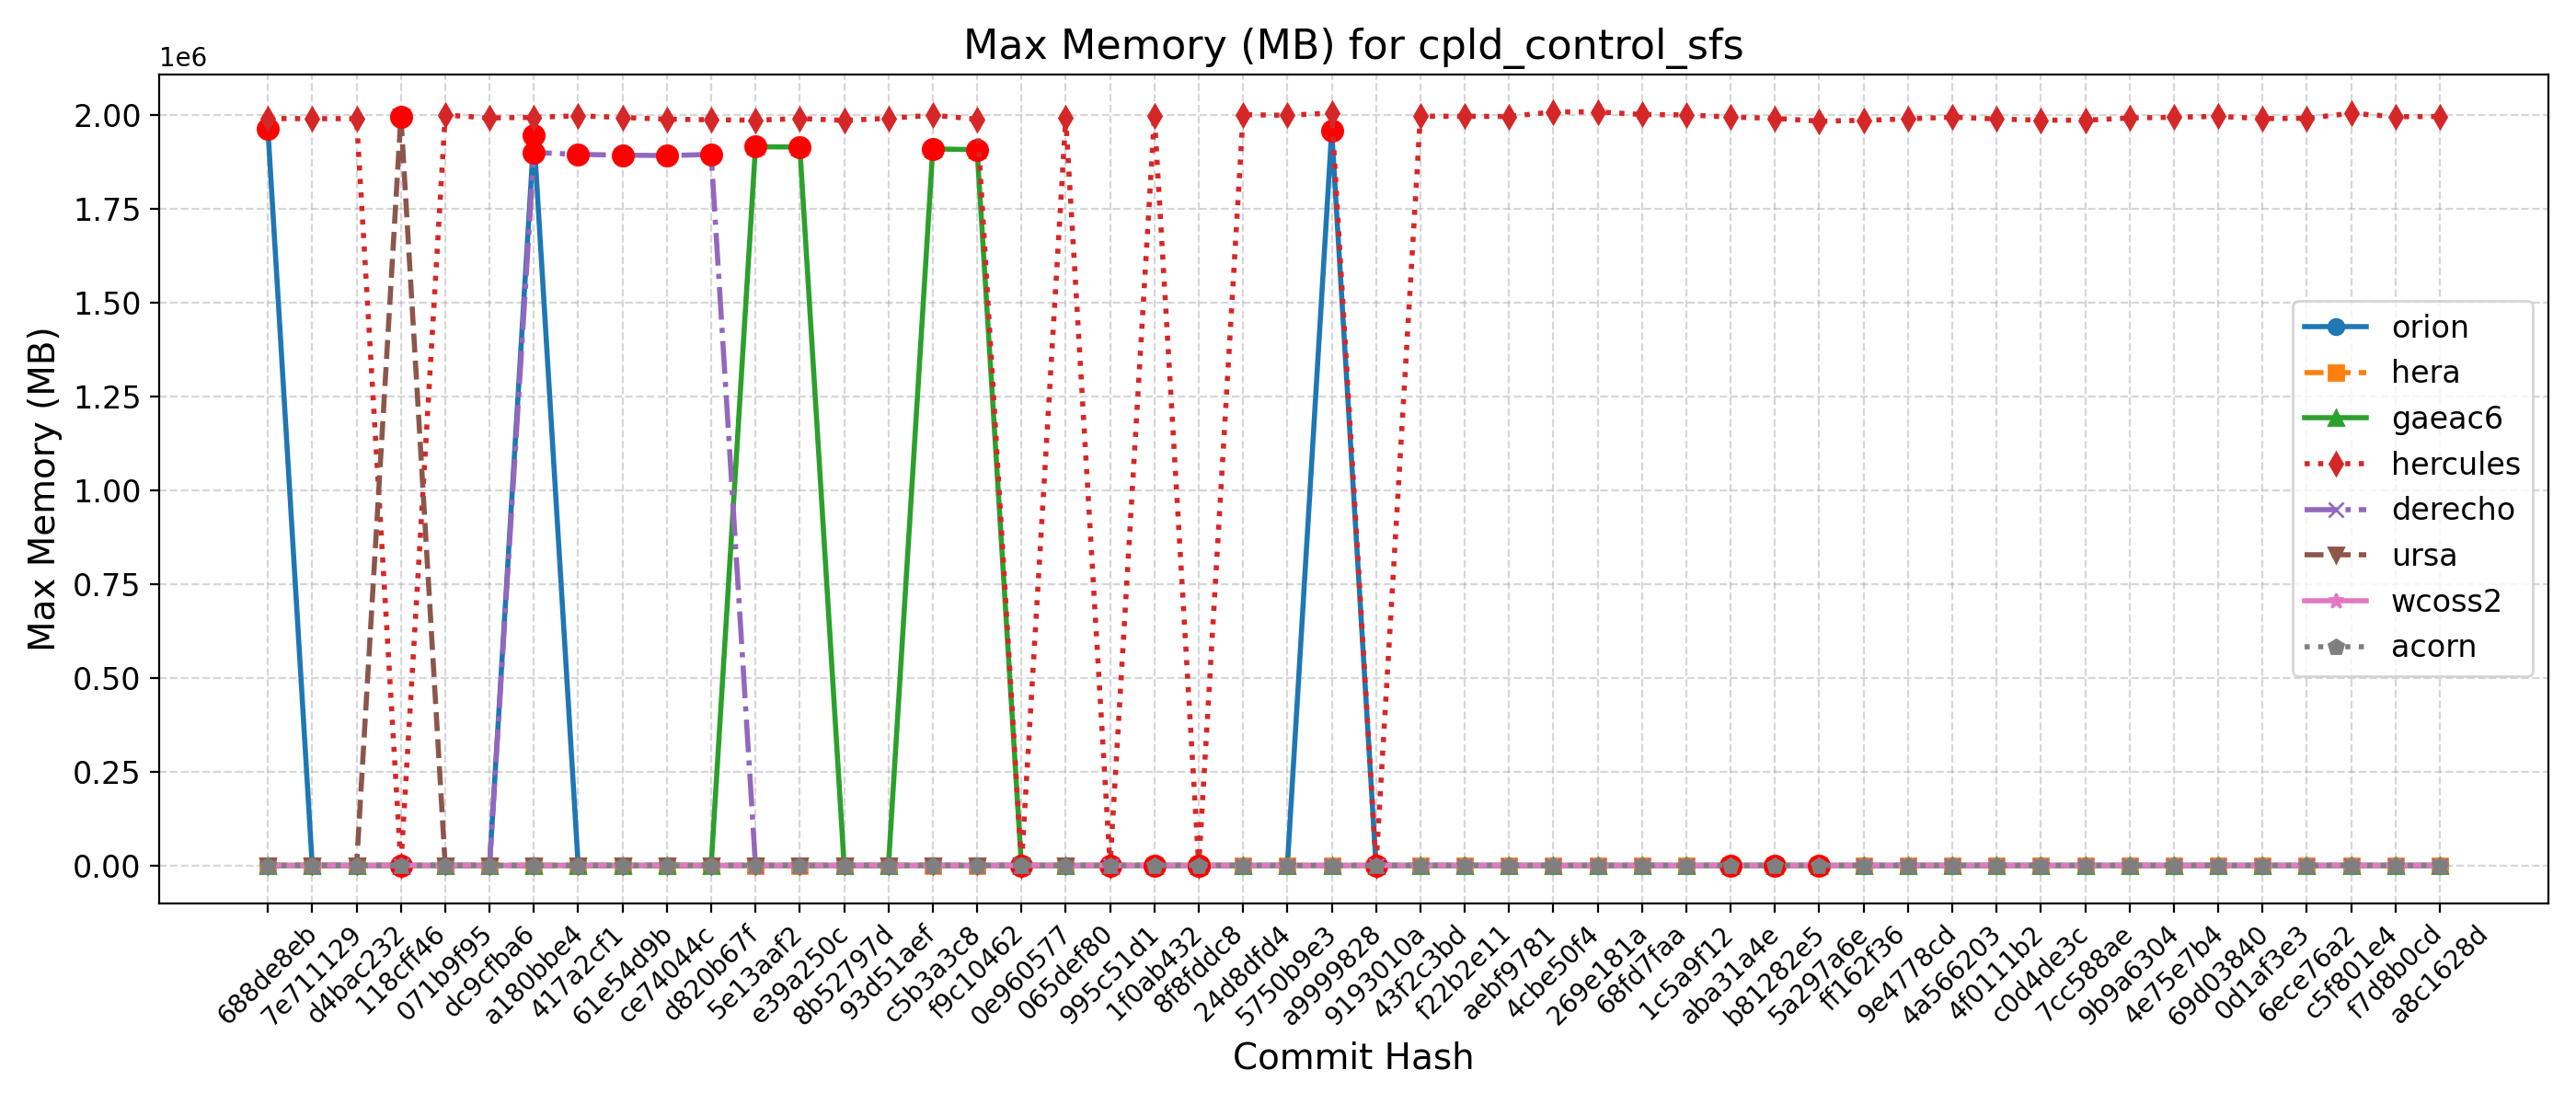 Max Memory (MB) for cpld_control_sfs
1e6
2.00
1.75
1.50
1.25
1.00
0.75
0.50
0.25
0.00
Max Memory (MB)
orion
hera
gaeac6
hercules
derecho
ursa
wcoss2
acorn
688de8eb
7e711129
d4bac232
118cff46
071b9f95
dc9cfba6
a180bbe4
417a2cf1
61e54d9b
ce74044c
d820b67f
5e13aaf2
e39a250c
8b52797d
93d51aef
c5b3a3c8
f9c10462
0e960577
065def80
995c51d1
1f0ab432
8f8fddc8
24d8dfd4
5750b9e3
a9999828
9193010a
43f2c3bd
f22b2e11
aebf9781
4cbe50f4
269e181a
68fd7faa
1c5a9f12
aba31a4e
b81282e5
5a297a6e
ff162f36
9e4778cd
4a566203
4f0111b2
c0d4de3c
7cc588ae
9b9a6304
4e75e7b4
69d03840
0d1af3e3
6ece76a2
c5f801e4
f7d8b0cd
a8c1628d
Commit Hash